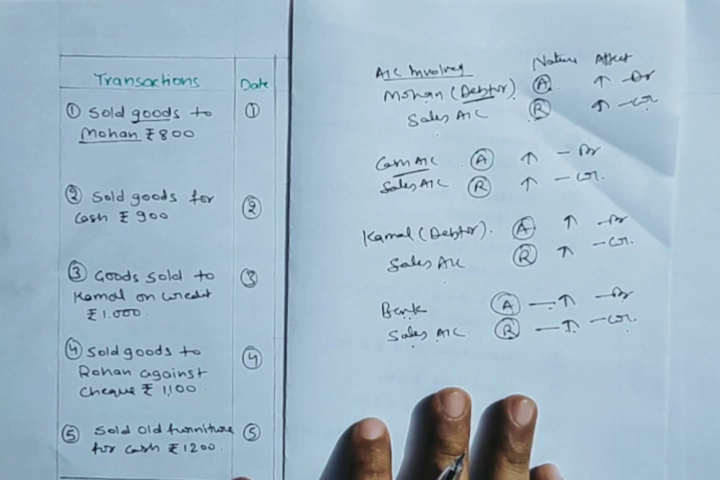 Transactions Date
① Sold goods to ①
Mohan ₹800
② Sold goods for ②
Cash ₹ 900
③ Goods sold to ③
Kamal on credit
₹1,000
④ Sold goods to ④
Rohan against
Cheque ₹ 1,100
⑤ Sold Old furniture ⑤
for cash ₹1200
A/C Involving Nature Affect
Mohan (Debtor) Ⓐ ↑ - Dr
Sales A/C Ⓡ ↑ - Cr.
Cash A/C Ⓐ ↑ - Dr
Sales A/C Ⓡ ↑ - Cr.
Kamal (Debtor). Ⓐ ↑ - Dr
Sales A/C Ⓡ ↑ - Cr.
Bank Ⓐ — ↑ - Dr
Sales A/C Ⓡ — ↑ - Cr.